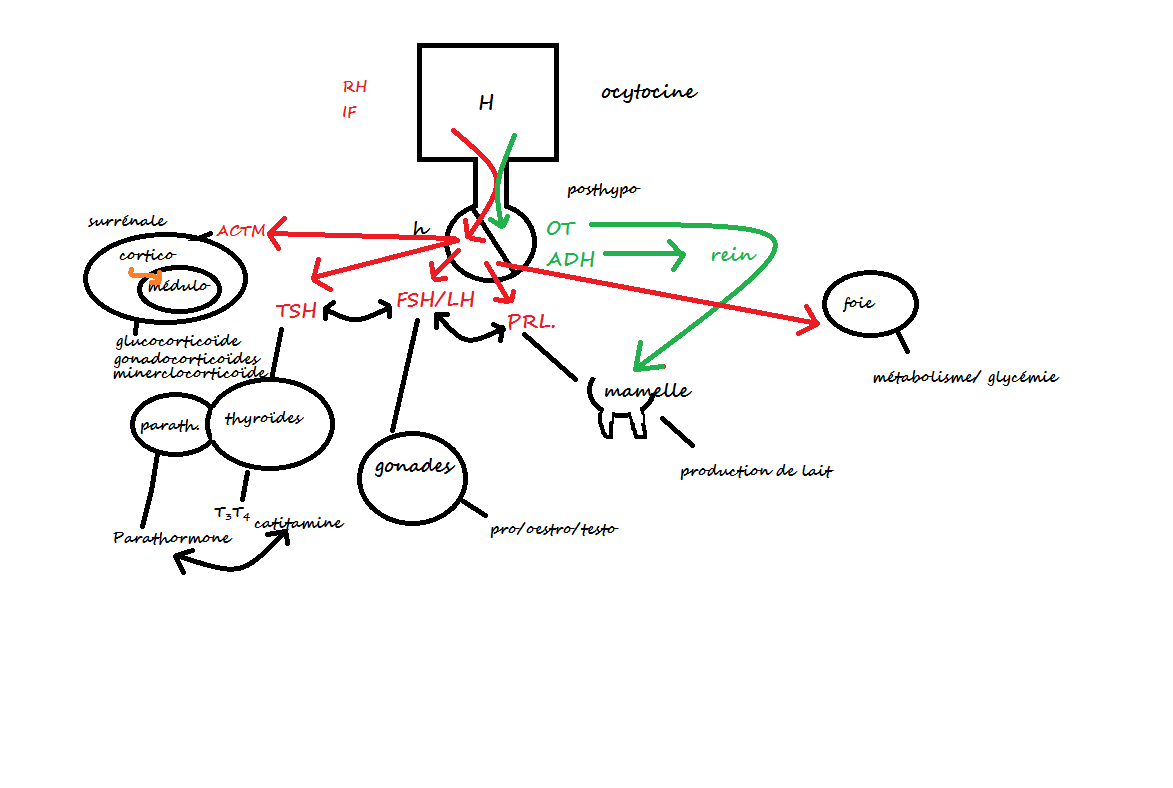 H
RH
IF
ocytocine
posthypo
surrénale
ACTM
h
OT
ADH
rein
cortico
médulo
TSH
FSH/LH
PRL.
foie
glucocorticoïde
gonadocorticoïdes
minerclocorticoïde
métabolisme/ glycémie
mamelle
parath.
thyroïdes
gonades
production de lait
T3T4
catitamine
pro/oestro/testo
Parathormone